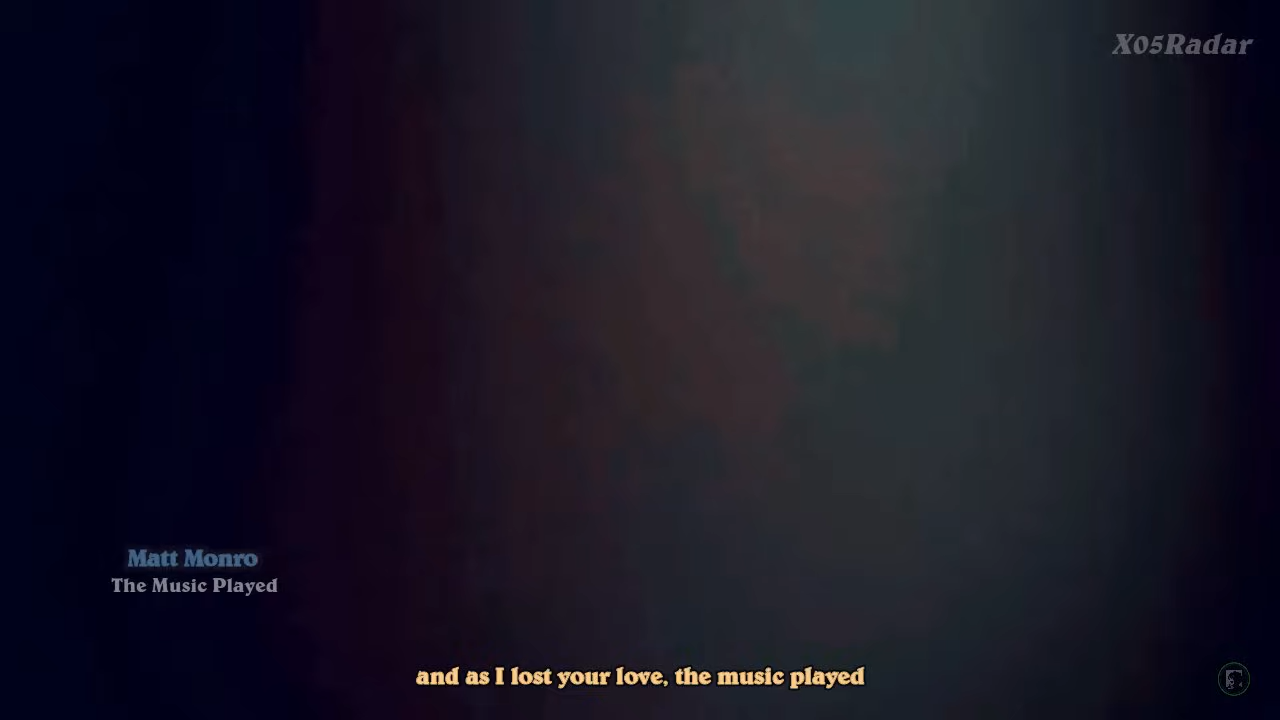 X05Radar
Matt Monro
The Music Played
and as I lost your love, the music played